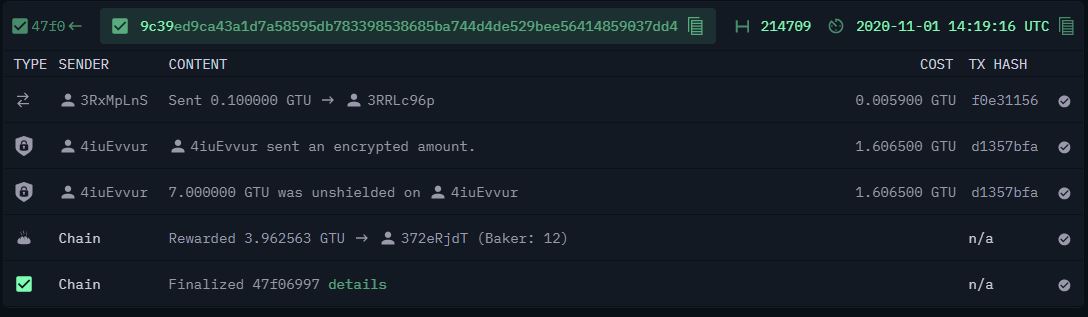 47f0 9c39ed9ca43a1d7a58595db783398538685ba744d4de529bee56414859037dd4 214709 2020-11-01 14:19:16 UTC
TYPE SENDER CONTENT COST TX HASH
3RxMpLnS Sent 0.100000 GTU → 3RRLc96p 0.005900 GTU f0e31156
4iuEvvur 4iuEvvur sent an encrypted amount. 1.606500 GTU d1357bfa
4iuEvvur 7.000000 GTU was unshielded on 4iuEvvur 1.606500 GTU d1357bfa
Chain Rewarded 3.962563 GTU → 372eRjdT (Baker: 12) n/a
Chain Finalized 47f06997 details n/a